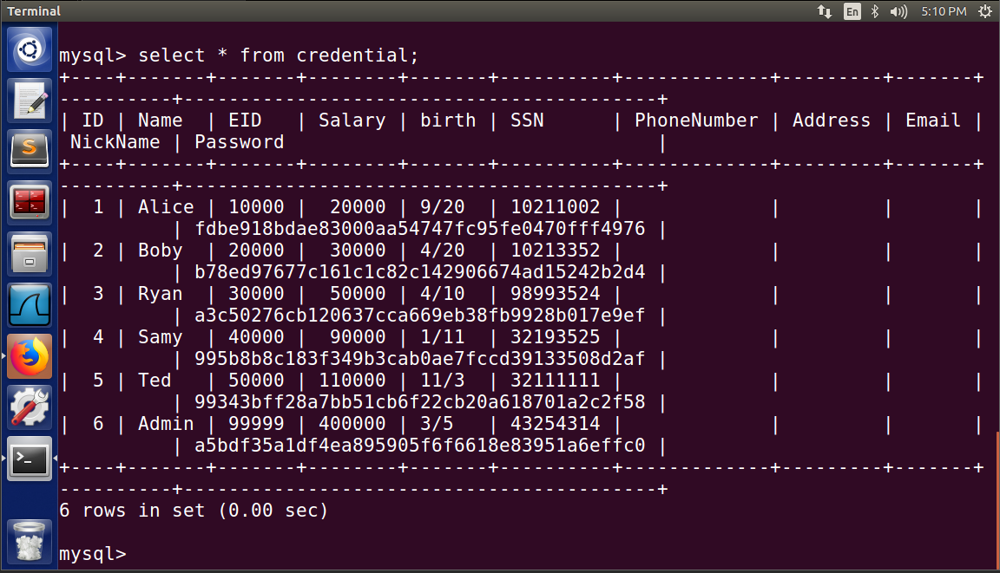 Terminal
En
5:10 PM
mysql> select * from credential;
+----+-------+-------+--------+-------+----------+-------------+---------+-------+
----------+------------------------------------------+
| ID | Name  | EID   | Salary | birth | SSN      | PhoneNumber | Address | Email |
 NickName | Password                                 |
+----+-------+-------+--------+-------+----------+-------------+---------+-------+
----------+------------------------------------------+
|  1 | Alice | 10000 |  20000 | 9/20  | 10211002 |             |         |       |
          | fdbe918bdae83000aa54747fc95fe0470fff4976 |
|  2 | Boby  | 20000 |  30000 | 4/20  | 10213352 |             |         |       |
          | b78ed97677c161c1c82c142906674ad15242b2d4 |
|  3 | Ryan  | 30000 |  50000 | 4/10  | 98993524 |             |         |       |
          | a3c50276cb120637cca669eb38fb9928b017e9ef |
|  4 | Samy  | 40000 |  90000 | 1/11  | 32193525 |             |         |       |
          | 995b8b8c183f349b3cab0ae7fccd39133508d2af |
|  5 | Ted   | 50000 | 110000 | 11/3  | 32111111 |             |         |       |
          | 99343bff28a7bb51cb6f22cb20a618701a2c2f58 |
|  6 | Admin | 99999 | 400000 | 3/5   | 43254314 |             |         |       |
          | a5bdf35a1df4ea895905f6f6618e83951a6effc0 |
+----+-------+-------+--------+-------+----------+-------------+---------+-------+
----------+------------------------------------------+
6 rows in set (0.00 sec)
mysql>